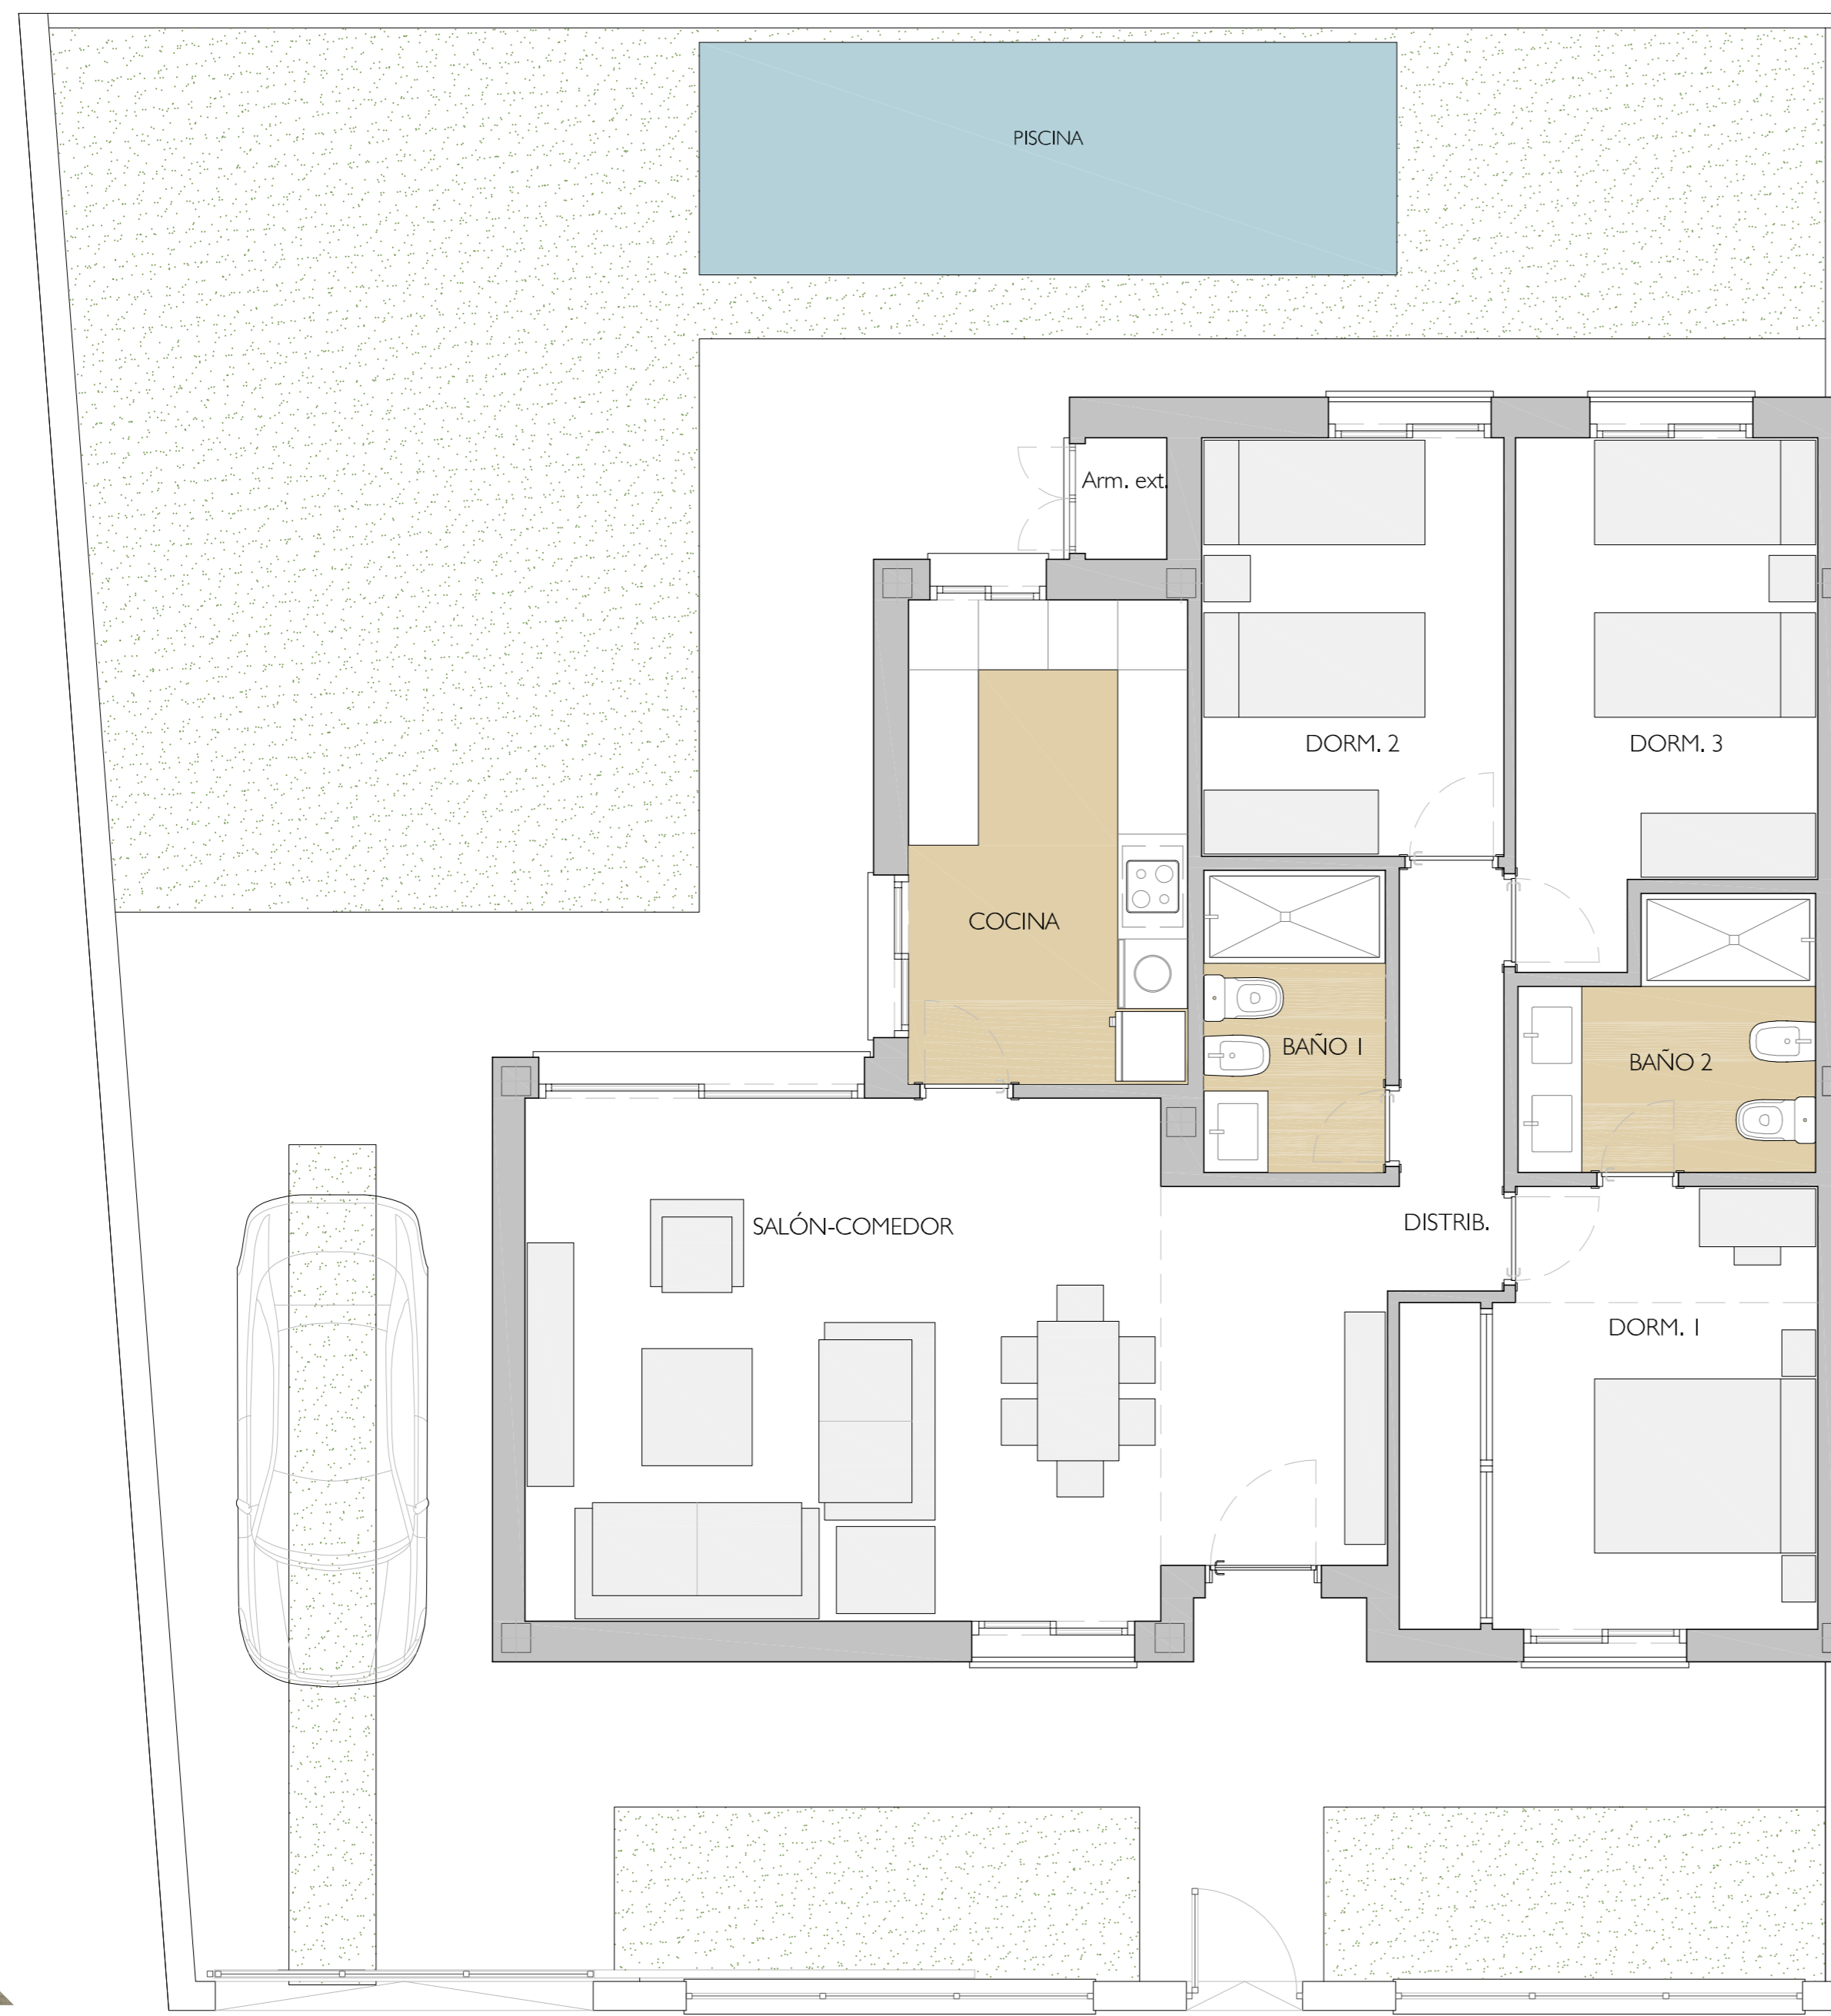 PISCINA
Arm. ext.
DORM. 2
DORM. 3
COCINA
BAÑO 1
BAÑO 2
SALÓN-COMEDOR
DISTRIB.
DORM. 1